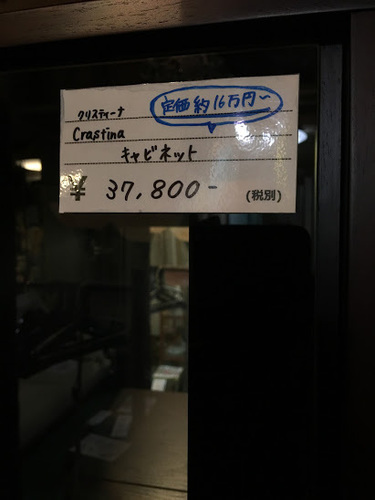 定価 約16万円～
クリスティーナ
Crastina
キャビネット
¥ 37,800-
(税別)